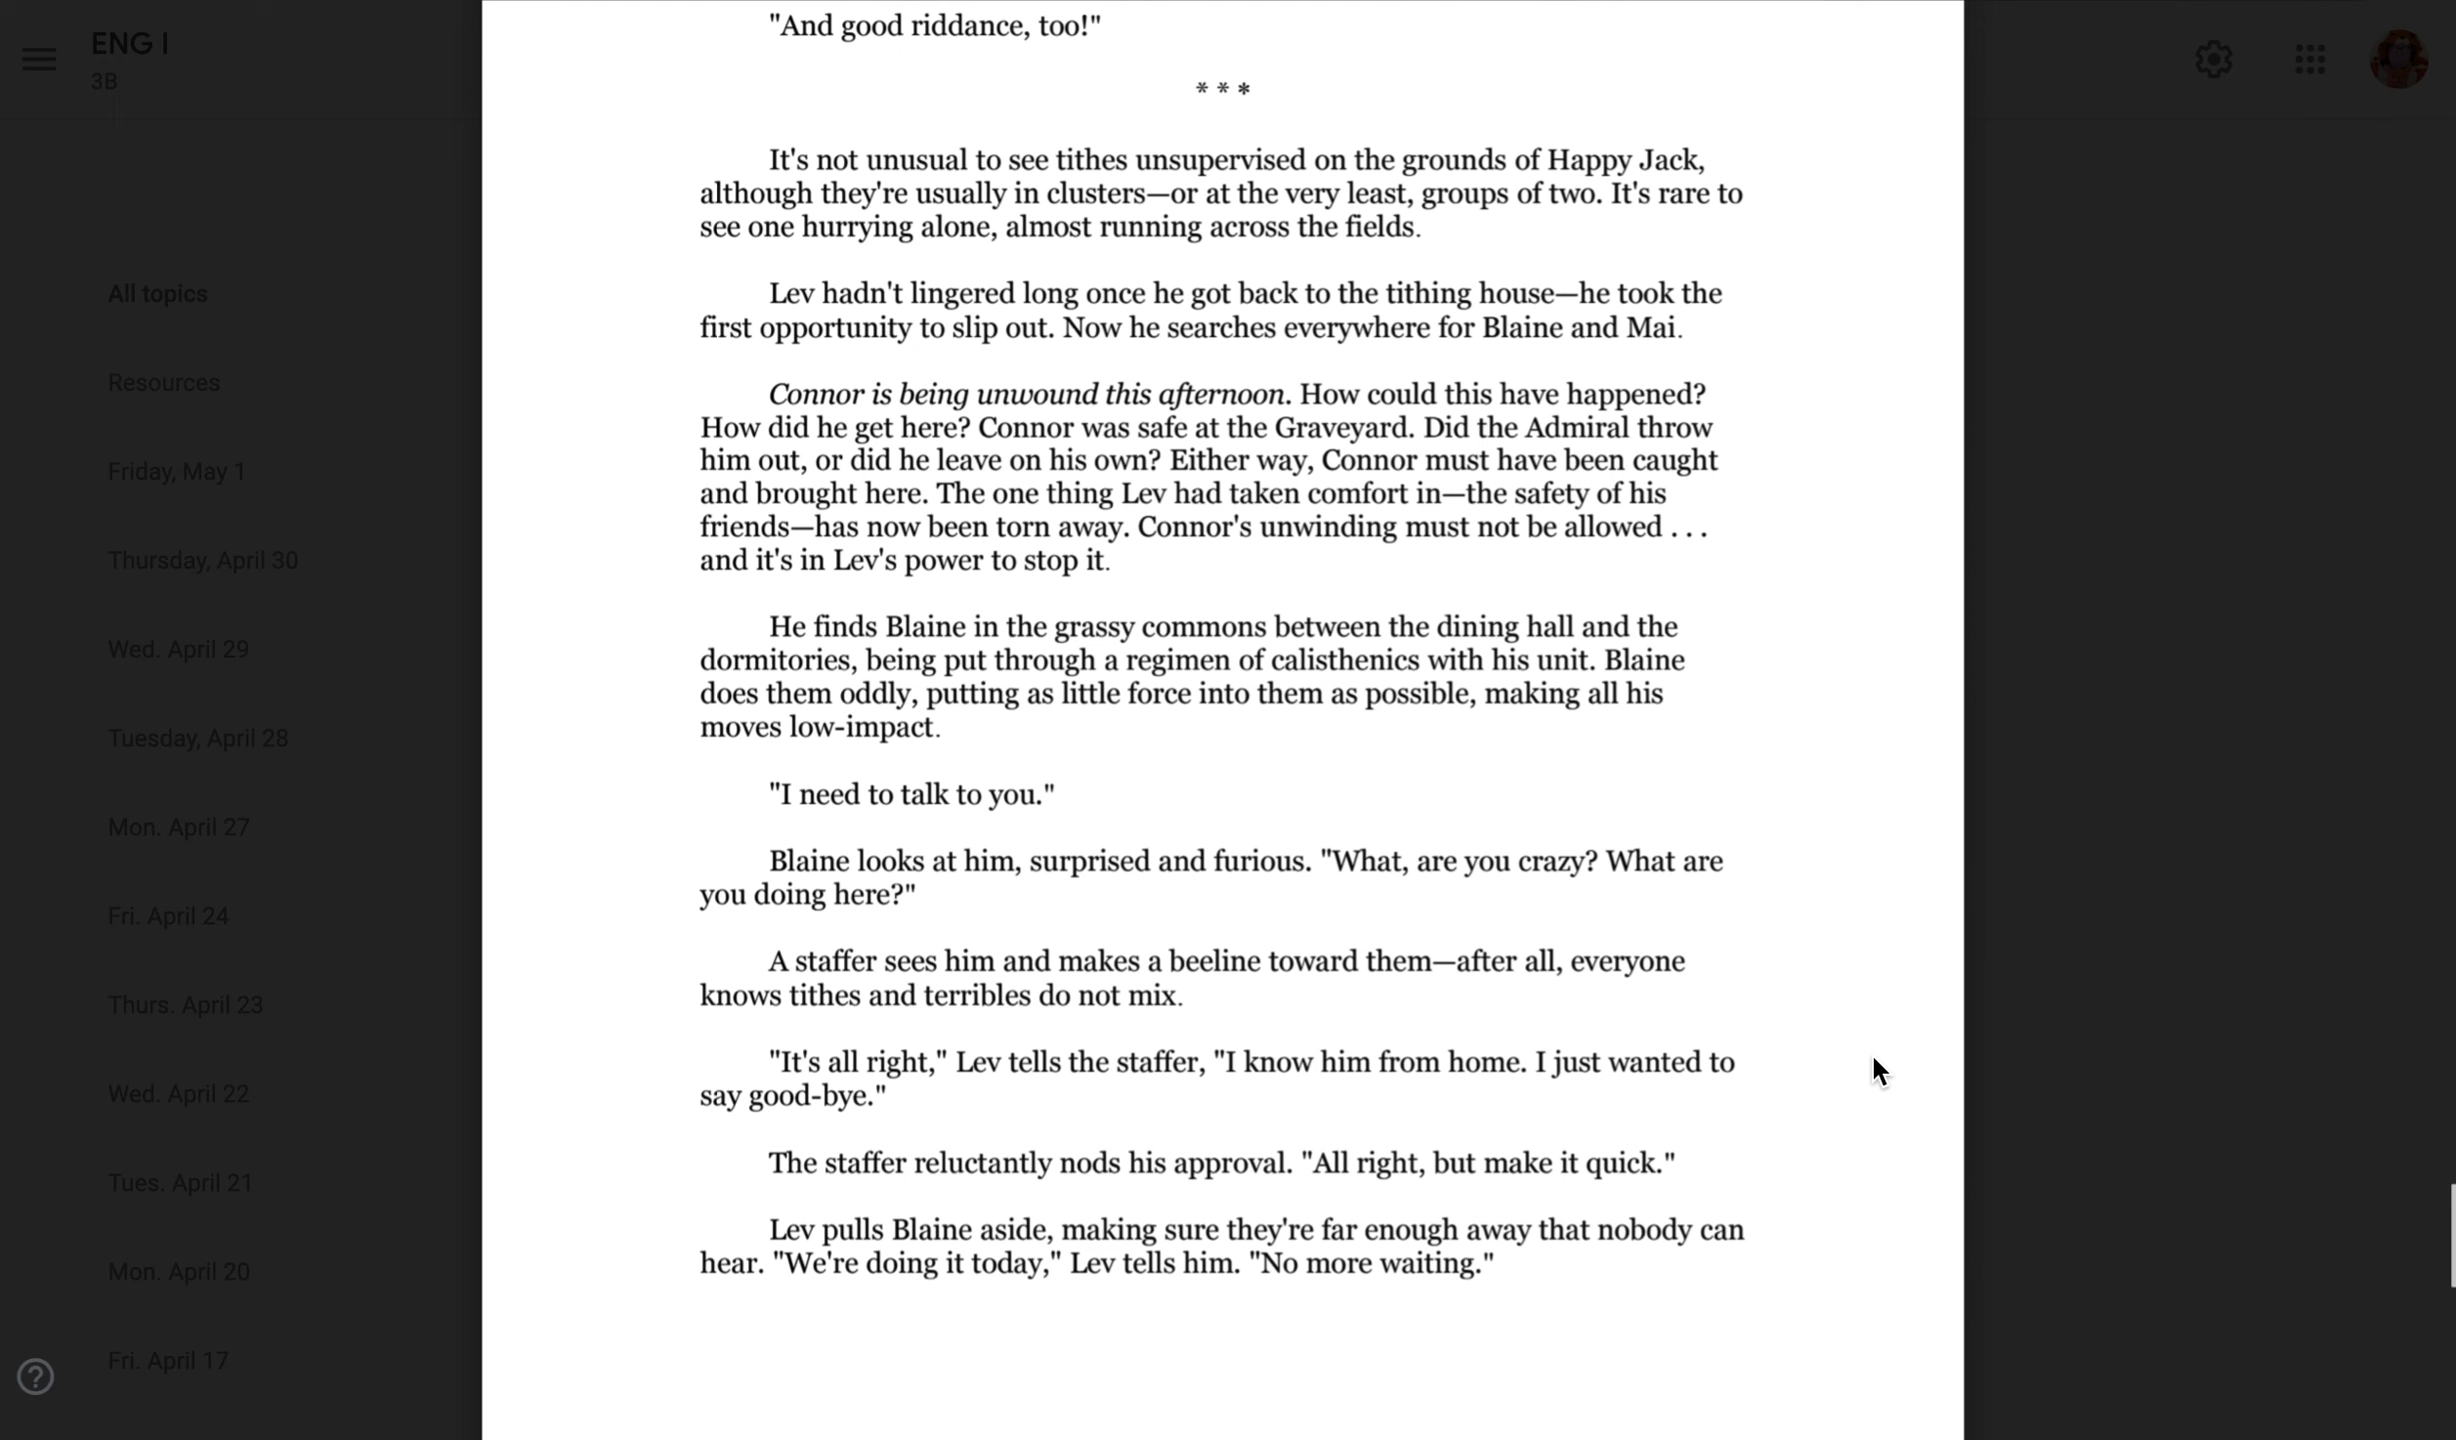 ENG I
3B
All topics
Resources
Friday, May 1
Thursday, April 30
Wed. April 29
Tuesday, April 28
Mon. April 27
Fri. April 24
Thurs. April 23
Wed. April 22
Tues. April 21
Mon. April 20
Fri. April 17
"And good riddance, too!"
* * *
It's not unusual to see tithes unsupervised on the grounds of Happy Jack,
although they're usually in clusters—or at the very least, groups of two. It's rare to
see one hurrying alone, almost running across the fields.
Lev hadn't lingered long once he got back to the tithing house—he took the
first opportunity to slip out. Now he searches everywhere for Blaine and Mai.
Connor is being unwound this afternoon. How could this have happened?
How did he get here? Connor was safe at the Graveyard. Did the Admiral throw
him out, or did he leave on his own? Either way, Connor must have been caught
and brought here. The one thing Lev had taken comfort in—the safety of his
friends—has now been torn away. Connor's unwinding must not be allowed . . .
and it's in Lev's power to stop it.
He finds Blaine in the grassy commons between the dining hall and the
dormitories, being put through a regimen of calisthenics with his unit. Blaine
does them oddly, putting as little force into them as possible, making all his
moves low-impact.
"I need to talk to you."
Blaine looks at him, surprised and furious. "What, are you crazy? What are
you doing here?"
A staffer sees him and makes a beeline toward them—after all, everyone
knows tithes and terribles do not mix.
"It's all right," Lev tells the staffer, "I know him from home. I just wanted to
say good-bye."
The staffer reluctantly nods his approval. "All right, but make it quick."
Lev pulls Blaine aside, making sure they're far enough away that nobody can
hear. "We're doing it today," Lev tells him. "No more waiting."